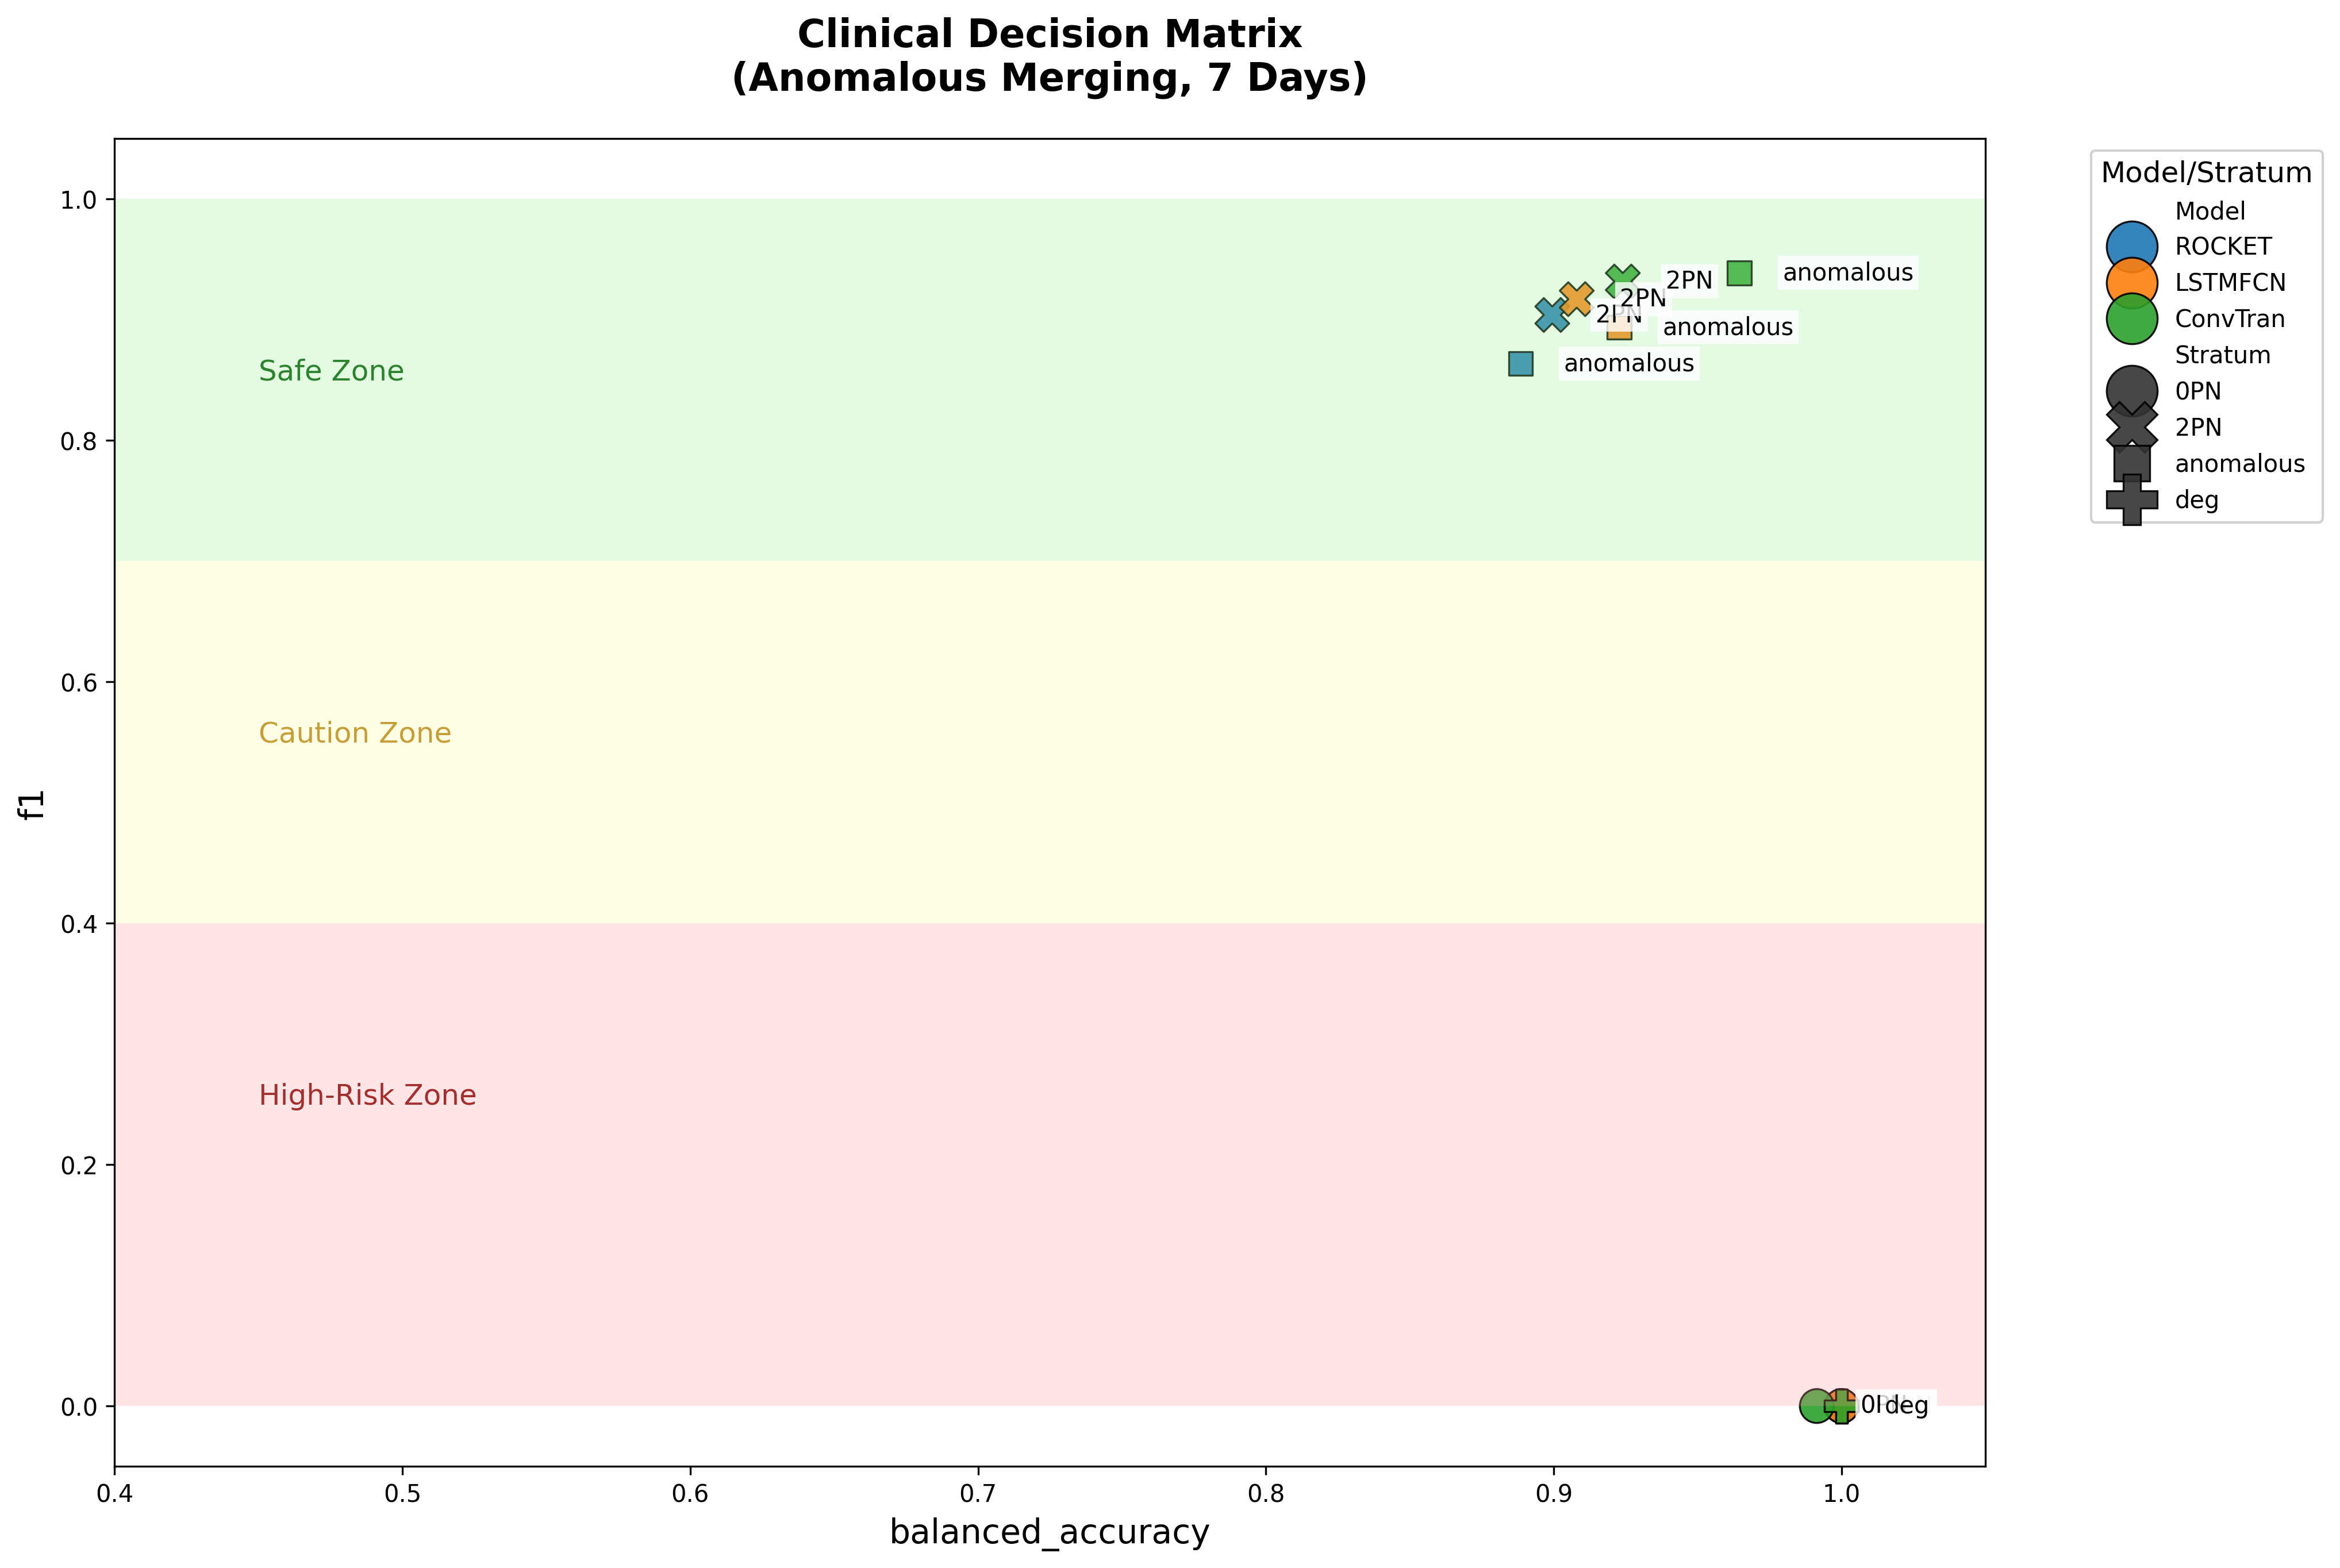 Clinical Decision Matrix
(Anomalous Merging, 7 Days)
f1
1.0
0.8
0.6
0.4
0.2
0.0
Safe Zone
Caution Zone
High-Risk Zone
2PN
anomalous
2PN
2PN
anomalous
anomalous
deg
0.4
0.5
0.6
0.7
0.8
0.9
1.0
balanced_accuracy
Model/Stratum
Model
ROCKET
LSTMFCN
ConvTran
Stratum
0PN
2PN
anomalous
deg